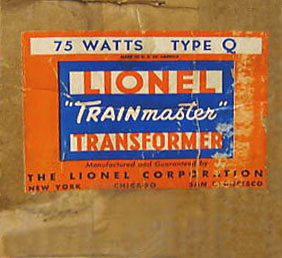 75 WATTS TYPE Q
MADE IN U. S. OF AMERICA
LIONEL
"TRAINmaster"
TRANSFORMER
Manufactured and Guaranteed by
THE LIONEL CORPORATION
NEW YORK CHICAGO SAN FRANCISCO